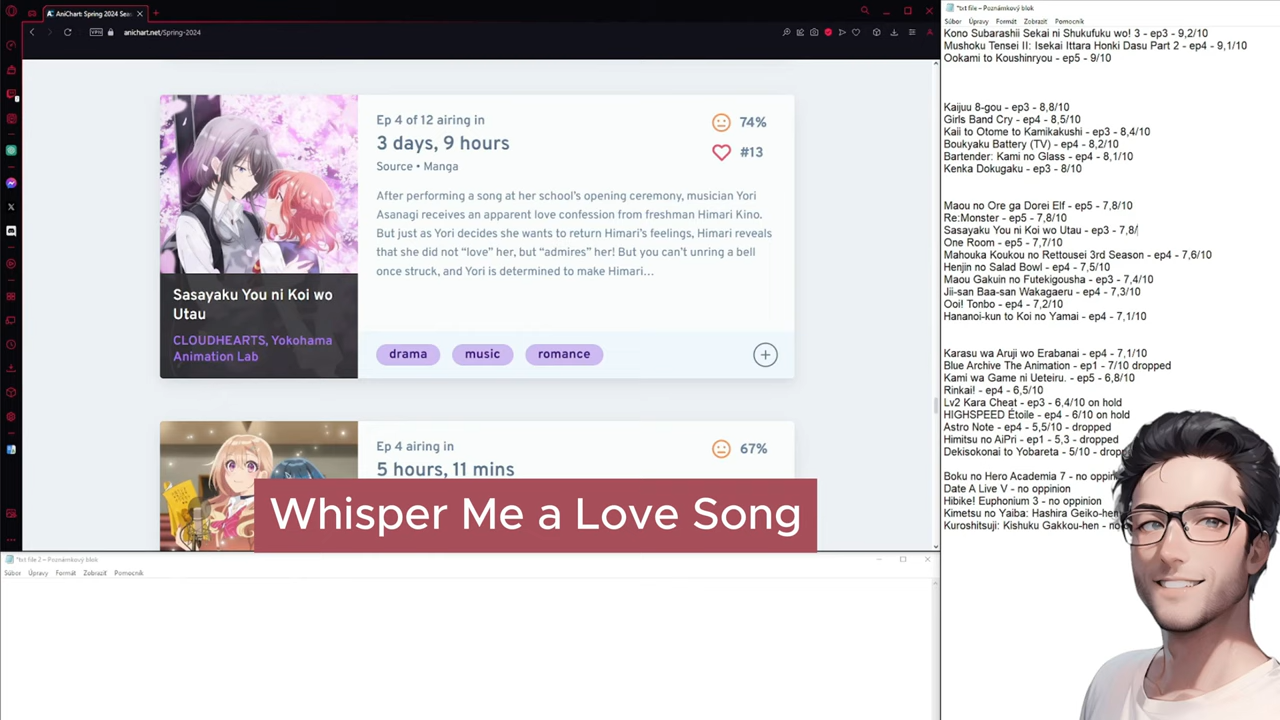 AniChart: Spring 2024 Sea
VPN
anichart.net/Spring-2024
Ep 4 of 12 airing in
3 days, 9 hours
Source • Manga
74%
#13
After performing a song at her school's opening ceremony, musician Yori
Asanagi receives an apparent love confession from freshman Himari Kino.
But just as Yori decides she wants to return Himari's feelings, Himari reveals
that she did not "love" her, but "admires" her! But you can't unring a bell
once struck, and Yori is determined to make Himari...
Sasayaku You ni Koi wo
Utau
CLOUDHEARTS, Yokohama
Animation Lab
drama
music
romance
Ep 4 airing in
5 hours, 11 mins
67%
Whisper Me a Love Song
*txt file 2 – Poznámkový blok
Súbor Úpravy Formát Zobraziť Pomocník
*txt file – Poznámkový blok
Súbor Úpravy Formát Zobraziť Pomocník
Kono Subarashii Sekai ni Shukufuku wo! 3 - ep3 - 9,2/10
Mushoku Tensei II: Isekai Ittara Honki Dasu Part 2 - ep4 - 9,1/10
Ookami to Koushinryou - ep5 - 9/10
Kaijuu 8-gou - ep3 - 8,8/10
Girls Band Cry - ep4 - 8,5/10
Kaii to Otome to Kamikakushi - ep3 - 8,4/10
Boukyaku Battery (TV) - ep4 - 8,2/10
Bartender: Kami no Glass - ep4 - 8,1/10
Kenka Dokugaku - ep3 - 8/10
Maou no Ore ga Dorei Elf - ep5 - 7,8/10
Re:Monster - ep5 - 7,8/10
Sasayaku You ni Koi wo Utau - ep3 - 7,8/
One Room - ep5 - 7,7/10
Mahouka Koukou no Rettousei 3rd Season - ep4 - 7,6/10
Henjin no Salad Bowl - ep4 - 7,5/10
Maou Gakuin no Futekigousha - ep3 - 7,4/10
Jii-san Baa-san Wakagaeru - ep4 - 7,3/10
Ooi! Tonbo - ep4 - 7,2/10
Hananoi-kun to Koi no Yamai - ep4 - 7,1/10
Karasu wa Aruji wo Erabanai - ep4 - 7,1/10
Blue Archive The Animation - ep1 - 7/10 dropped
Kami wa Game ni Ueteiru. - ep5 - 6,8/10
Rinkai! - ep4 - 6,5/10
Lv2 Kara Cheat - ep3 - 6,4/10 on hold
HIGHSPEED Étoile - ep4 - 6/10 on hold
Astro Note - ep4 - 5,5/10 - dropped
Himitsu no AiPri - ep1 - 5,3 - dropped
Dekisokonai to Yobareta - 5/10 - drop
Boku no Hero Academia 7 - no oppin
Date A Live V - no oppinion
Hibike! Euphonium 3 - no oppinion
Kimetsu no Yaiba: Hashira Geiko-hen
Kuroshitsuji: Kishuku Gakkou-hen - no